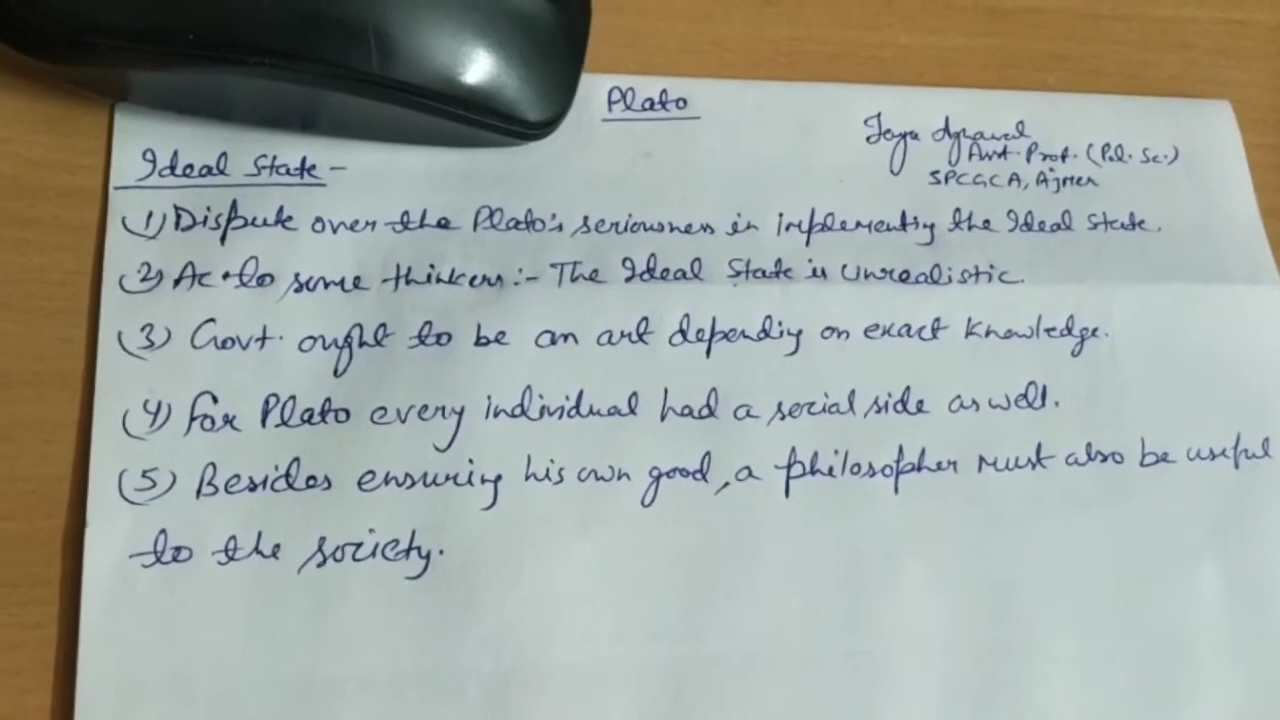 Plato
Jaya Agrawal
Asst. Prof. (Pol. Sc.)
SPCGCA, Ajmer
Ideal State -
(1) Dispute over the Plato's seriousness in implementing the Ideal State.
(2) Ac. to some thinkers:- The Ideal State is Unrealistic.
(3) Govt. ought to be an art depending on exact Knowledge.
(4) For Plato every individual had a social side as well.
(5) Besides ensuring his own good, a philosopher must also be useful
to the society.